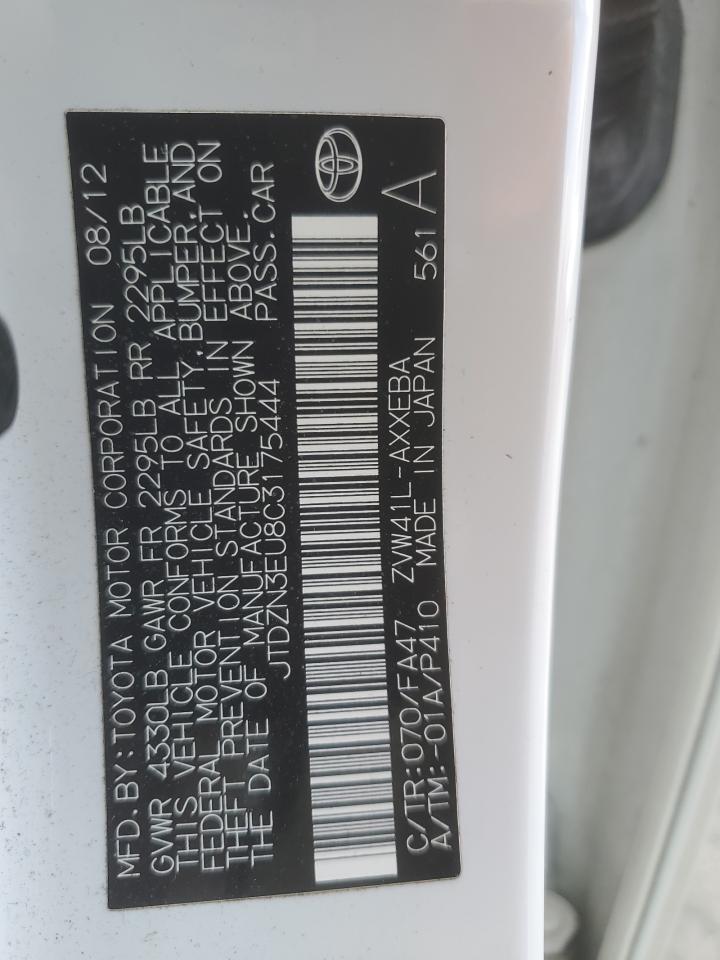 MFD. BY: TOYOTA MOTOR CORPORATION 08/12
GVWR 4330LB GAWR FR 2295LB RR 2295LB
THIS VEHICLE CONFORMS TO ALL APPLICABLE
FEDERAL MOTOR VEHICLE SAFETY, BUMPER, AND
THEFT PREVENTION STANDARDS IN EFFECT ON
THE DATE OF MANUFACTURE SHOWN ABOVE.
JTDZN3EU8C3175444 PASS. CAR
C/TR: 070/FA47 ZVW41L-AXXEBA 561 A
A/TM: -01A/P410 MADE IN JAPAN